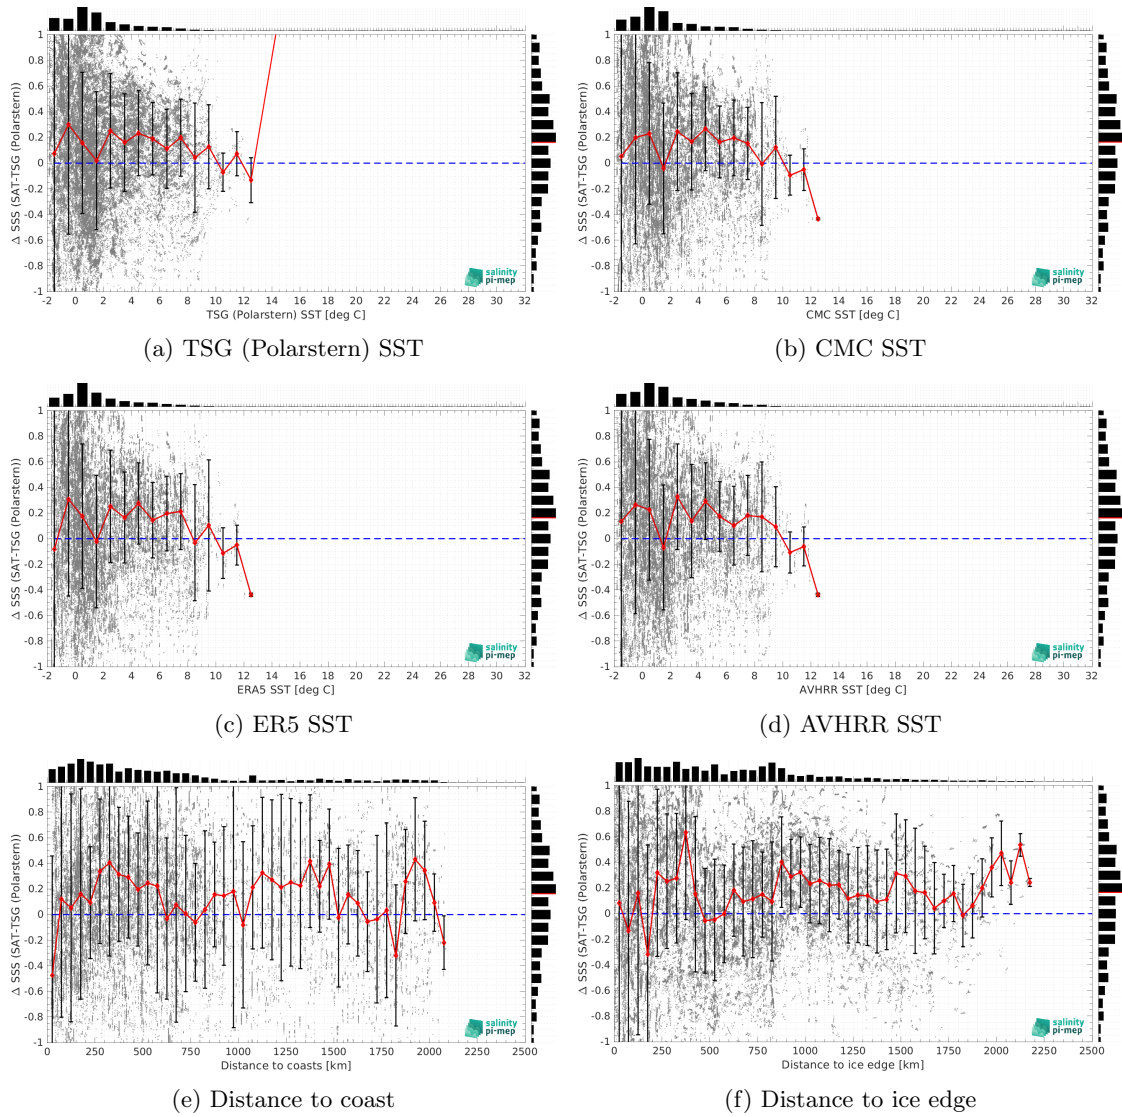 1
0.8
0.6
0.4
0.2
0
-0.2
-0.4
-0.6
-0.8
-1
Δ SSS (SAT-TSG (Polarstern))
salinity
pi-mep
-2 0 2 4 6 8 10 12 14 16 18 20 22 24 26 28 30 32
TSG (Polarstern) SST [deg C]
(a) TSG (Polarstern) SST
1
0.8
0.6
0.4
0.2
0
-0.2
-0.4
-0.6
-0.8
-1
Δ SSS (SAT-TSG (Polarstern))
salinity
pi-mep
-2 0 2 4 6 8 10 12 14 16 18 20 22 24 26 28 30 32
CMC SST [deg C]
(b) CMC SST
1
0.8
0.6
0.4
0.2
0
-0.2
-0.4
-0.6
-0.8
-1
Δ SSS (SAT-TSG (Polarstern))
salinity
pi-mep
-2 0 2 4 6 8 10 12 14 16 18 20 22 24 26 28 30 32
ERA5 SST [deg C]
(c) ER5 SST
1
0.8
0.6
0.4
0.2
0
-0.2
-0.4
-0.6
-0.8
-1
Δ SSS (SAT-TSG (Polarstern))
salinity
pi-mep
-2 0 2 4 6 8 10 12 14 16 18 20 22 24 26 28 30 32
AVHRR SST [deg C]
(d) AVHRR SST
1
0.8
0.6
0.4
0.2
0
-0.2
-0.4
-0.6
-0.8
-1
Δ SSS (SAT-TSG (Polarstern))
salinity
pi-mep
0 250 500 750 1000 1250 1500 1750 2000 2250 2500
Distance to coasts [km]
(e) Distance to coast
1
0.8
0.6
0.4
0.2
0
-0.2
-0.4
-0.6
-0.8
-1
Δ SSS (SAT-TSG (Polarstern))
salinity
pi-mep
0 250 500 750 1000 1250 1500 1750 2000 2250 2500
Distance to ice edge [km]
(f) Distance to ice edge